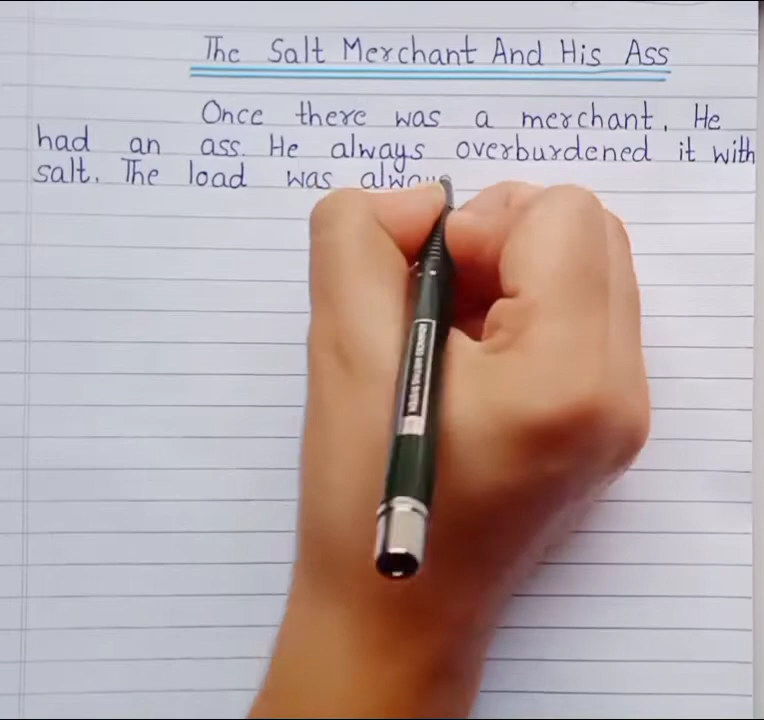 The Salt Merchant And His Ass
Once there was a merchant. He
had an ass. He always overburdened it with
salt. The load was always